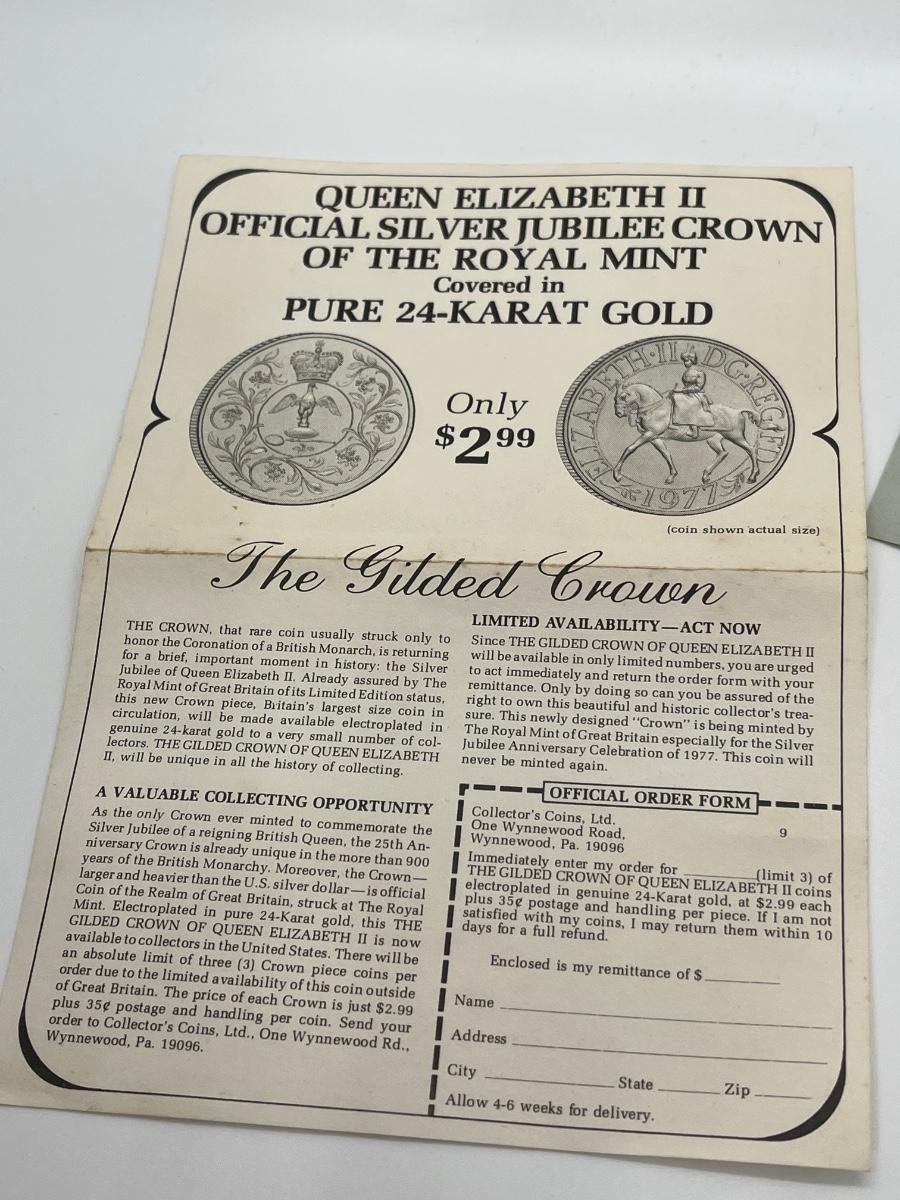 QUEEN ELIZABETH II
OFFICIAL SILVER JUBILEE CROWN
OF THE ROYAL MINT
Covered in
PURE 24-KARAT GOLD
Only
$2.99
ELIZABETH·II D·G·REG·F·D
1977
(coin shown actual size)
The Gilded Crown
THE CROWN, that rare coin usually struck only to
honor the Coronation of a British Monarch, is returning
for a brief, important moment in history: the Silver
Jubilee of Queen Elizabeth II. Already assured by The
Royal Mint of Great Britain of its Limited Edition status,
this new Crown piece, Britain's largest size coin in
circulation, will be made available electroplated in
genuine 24-karat gold to a very small number of col-
lectors. THE GILDED CROWN OF QUEEN ELIZABETH
II, will be unique in all the history of collecting.
A VALUABLE COLLECTING OPPORTUNITY
As the only Crown ever minted to commemorate the
Silver Jubilee of a reigning British Queen, the 25th An-
niversary Crown is already unique in the more than 900
years of the British Monarchy. Moreover, the Crown—
larger and heavier than the U.S. silver dollar—is official
Coin of the Realm of Great Britain, struck at The Royal
Mint. Electroplated in pure 24-Karat gold, this THE
GILDED CROWN OF QUEEN ELIZABETH II is now
available to collectors in the United States. There will be
an absolute limit of three (3) Crown piece coins per
order due to the limited availability of this coin outside
of Great Britain. The price of each Crown is just $2.99
plus 35¢ postage and handling per coin. Send your
order to Collector's Coins, Ltd., One Wynnewood Rd.,
Wynnewood, Pa. 19096.
LIMITED AVAILABILITY—ACT NOW
Since THE GILDED CROWN OF QUEEN ELIZABETH II
will be available in only limited numbers, you are urged
to act immediately and return the order form with your
remittance. Only by doing so can you be assured of the
right to own this beautiful and historic collector's trea-
sure. This newly designed "Crown" is being minted by
The Royal Mint of Great Britain especially for the Silver
Jubilee Anniversary Celebration of 1977. This coin will
never be minted again.
OFFICIAL ORDER FORM
Collector's Coins, Ltd. 9
One Wynnewood Road,
Wynnewood, Pa. 19096
Immediately enter my order for ________(limit 3) of
THE GILDED CROWN OF QUEEN ELIZABETH II coins
electroplated in genuine 24-Karat gold, at $2.99 each
plus 35¢ postage and handling per piece. If I am not
satisfied with my coins, I may return them within 10
days for a full refund.
Enclosed is my remittance of $________
Name ________
Address ________
City ________ State ________ Zip ________
Allow 4-6 weeks for delivery.